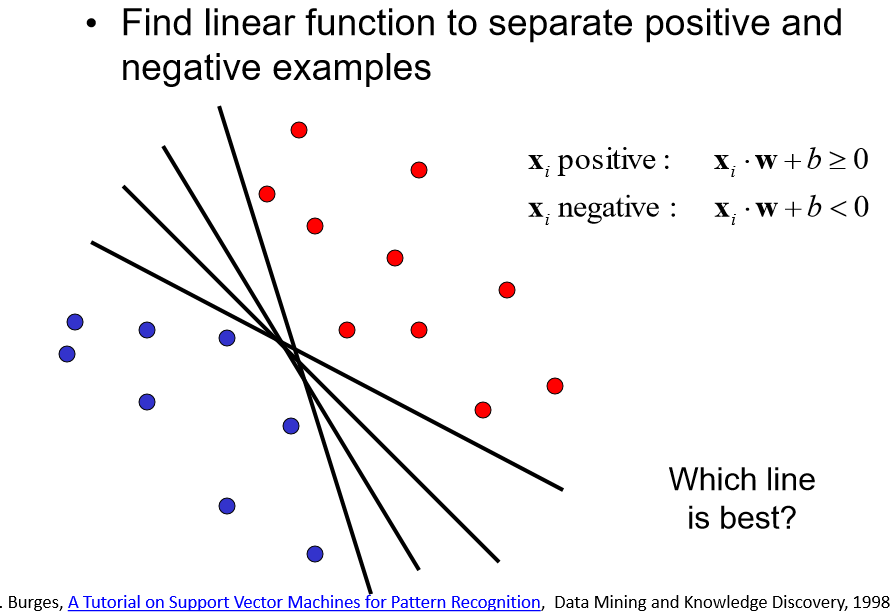 • Find linear function to separate positive and
negative examples
xᵢ positive : xᵢ · w + b ≥ 0
xᵢ negative : xᵢ · w + b < 0
Which line
is best?
. Burges, A Tutorial on Support Vector Machines for Pattern Recognition, Data Mining and Knowledge Discovery, 1998